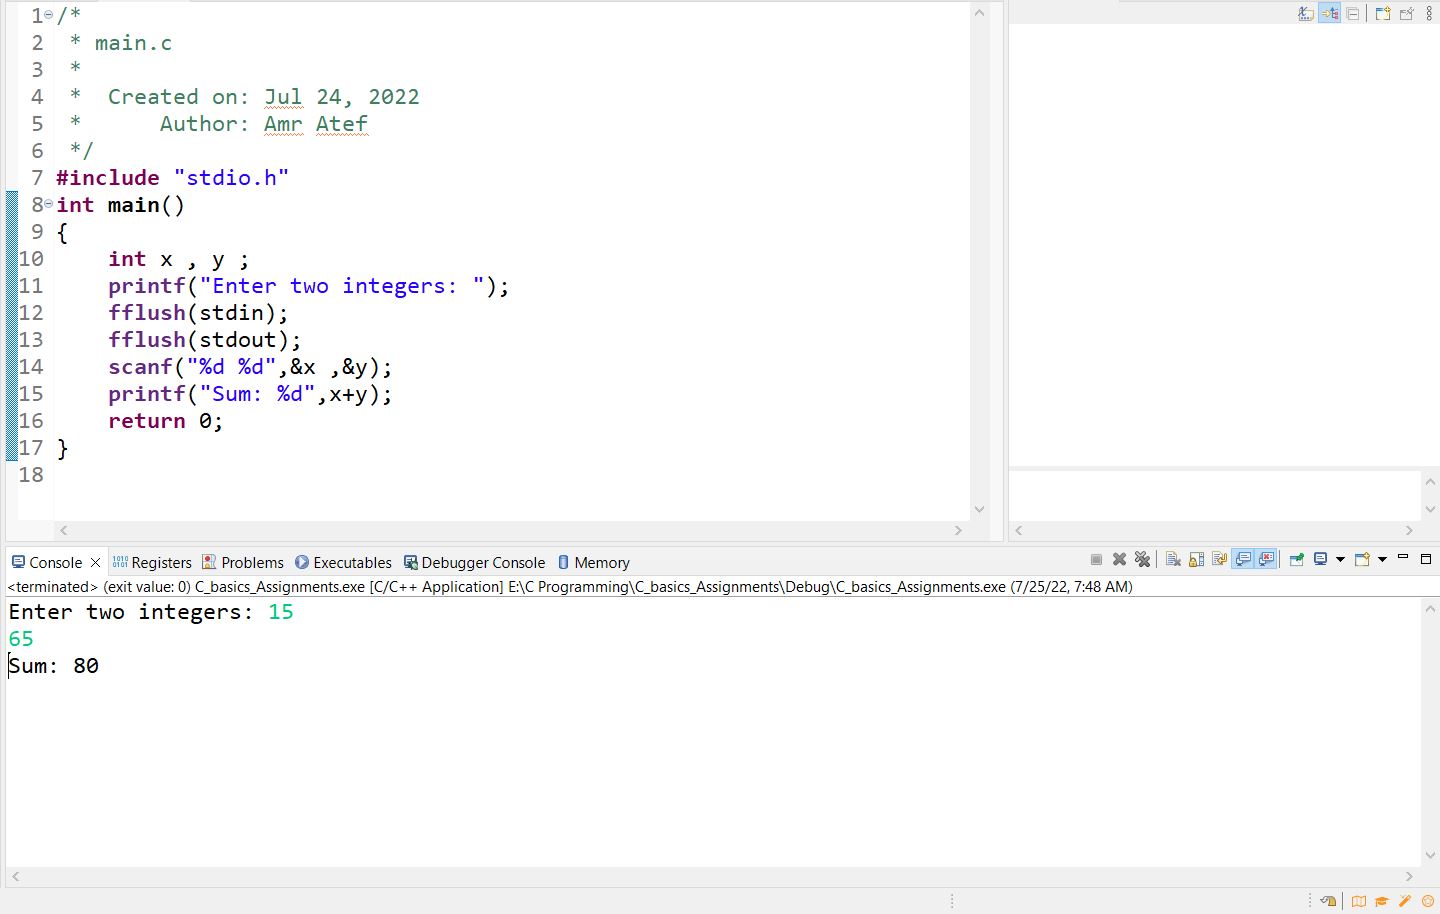 1 /*
2  * main.c
3  *
4  *  Created on: Jul 24, 2022
5  *      Author: Amr Atef
6  */
7 #include "stdio.h"
8 int main()
9 {
10     int x , y ;
11     printf("Enter two integers: ");
12     fflush(stdin);
13     fflush(stdout);
14     scanf("%d %d",&x ,&y);
15     printf("Sum: %d",x+y);
16     return 0;
17 }
18
Console Registers Problems Executables Debugger Console Memory
<terminated> (exit value: 0) C_basics_Assignments.exe [C/C++ Application] E:\C Programming\C_basics_Assignments\Debug\C_basics_Assignments.exe (7/25/22, 7:48 AM)
Enter two integers: 15
65
Sum: 80